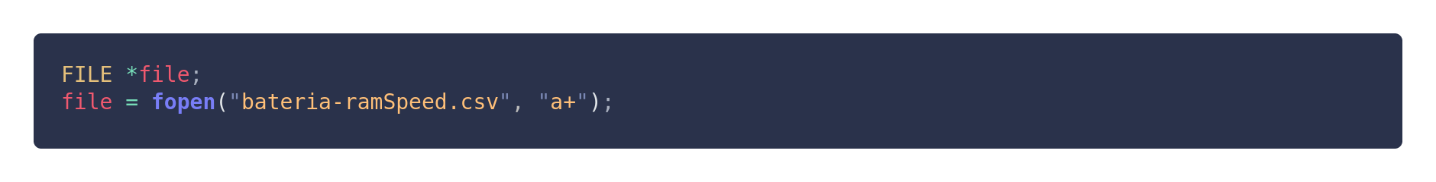 FILE *file;
file = fopen("bateria-ramSpeed.csv", "a+");